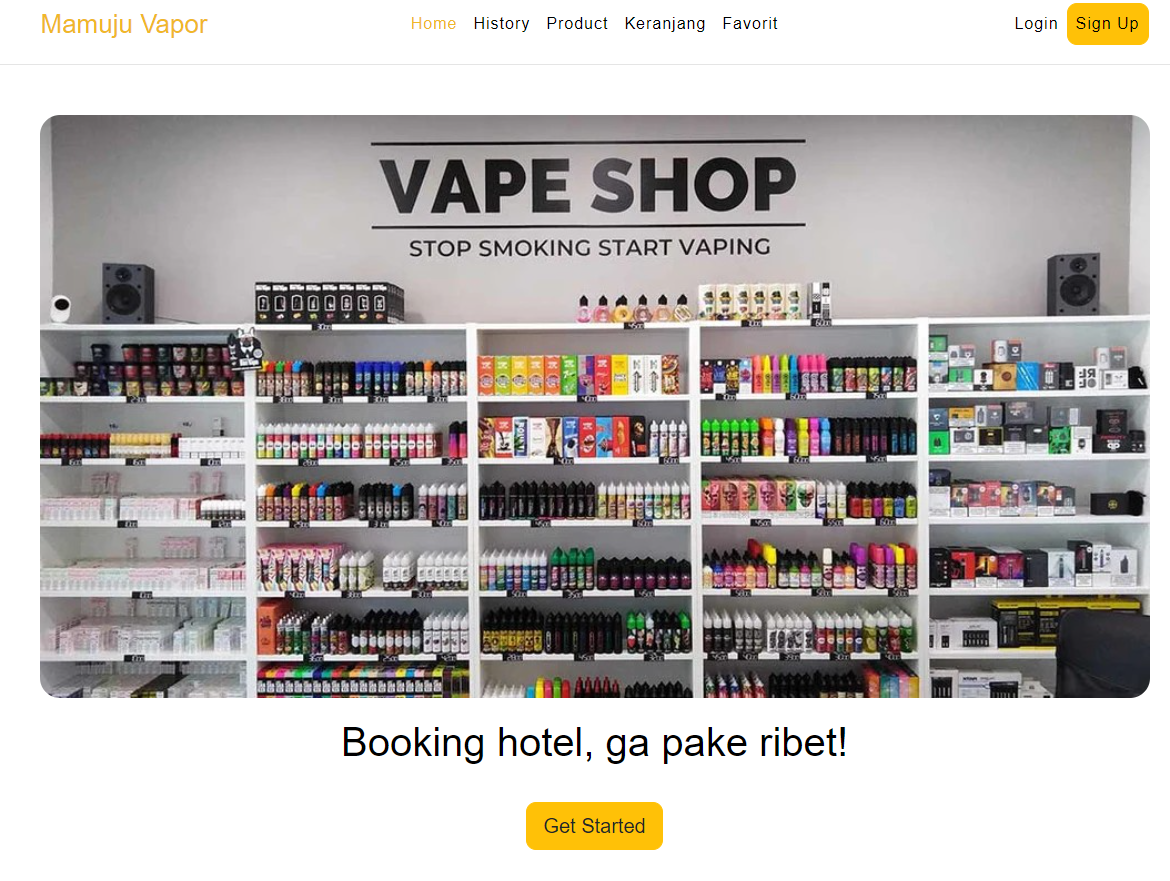 Mamuju Vapor
Home History Product Keranjang Favorit
Login Sign Up
VAPE SHOP
STOP SMOKING START VAPING
Booking hotel, ga pake ribet!
Get Started